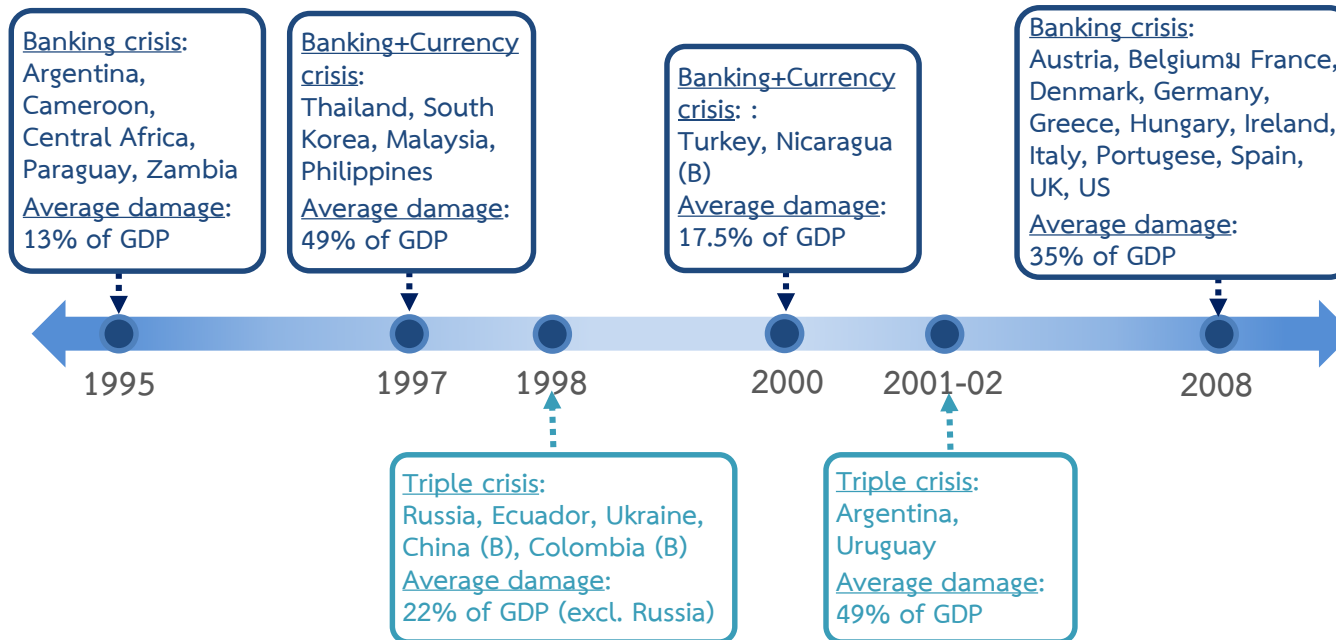 Banking crisis:
Argentina,
Cameroon,
Central Africa,
Paraguay, Zambia
Average damage:
13% of GDP
Banking+Currency
crisis:
Thailand, South
Korea, Malaysia,
Philippines
Average damage:
49% of GDP
Banking+Currency
crisis: :
Turkey, Nicaragua
(B)
Average damage:
17.5% of GDP
Banking crisis:
Austria, Belgiumม France,
Denmark, Germany,
Greece, Hungary, Ireland,
Italy, Portugese, Spain,
UK, US
Average damage:
35% of GDP
1995
1997
1998
2000
2001-02
2008
Triple crisis:
Russia, Ecuador, Ukraine,
China (B), Colombia (B)
Average damage:
22% of GDP (excl. Russia)
Triple crisis:
Argentina,
Uruguay
Average damage:
49% of GDP